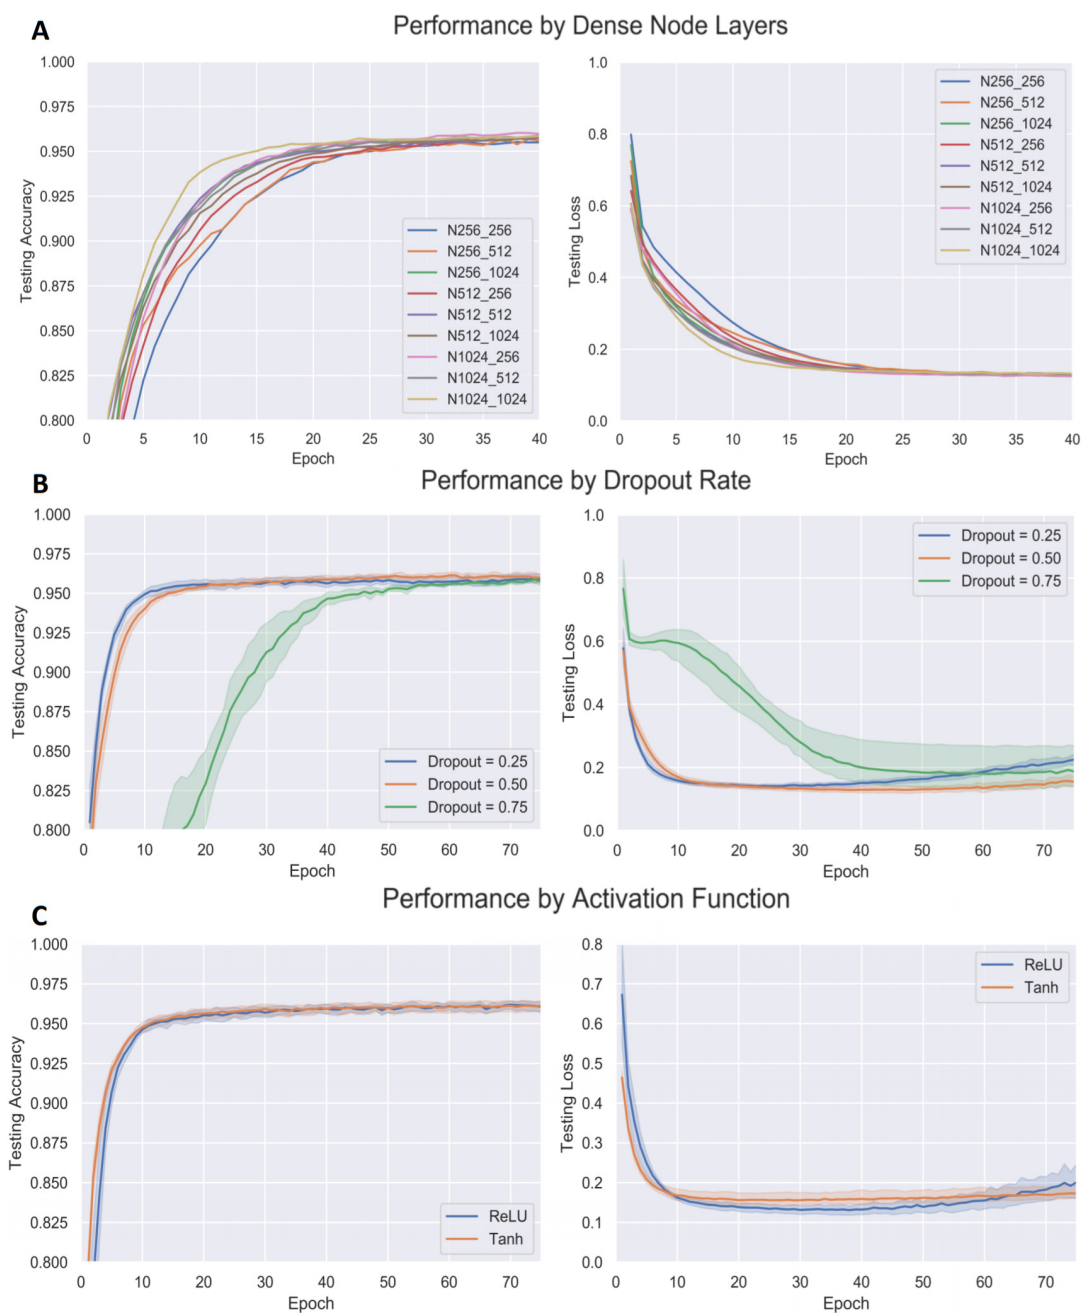 A
Performance by Dense Node Layers
1.000
0.975
0.950
0.925
0.900
0.875
0.850
0.825
0.800
Testing Accuracy
N256_256
N256_512
N256_1024
N512_256
N512_512
N512_1024
N1024_256
N1024_512
N1024_1024
0 5 10 15 20 25 30 35 40
Epoch
1.0
0.8
0.6
0.4
0.2
0.0
Testing Loss
N256_256
N256_512
N256_1024
N512_256
N512_512
N512_1024
N1024_256
N1024_512
N1024_1024
0 5 10 15 20 25 30 35 40
Epoch
B
Performance by Dropout Rate
1.000
0.975
0.950
0.925
0.900
0.875
0.850
0.825
0.800
Testing Accuracy
Dropout = 0.25
Dropout = 0.50
Dropout = 0.75
0 10 20 30 40 50 60 70
Epoch
1.0
0.8
0.6
0.4
0.2
0.0
Testing Loss
Dropout = 0.25
Dropout = 0.50
Dropout = 0.75
0 10 20 30 40 50 60 70
Epoch
C
Performance by Activation Function
1.000
0.975
0.950
0.925
0.900
0.875
0.850
0.825
0.800
Testing Accuracy
ReLU
Tanh
0 10 20 30 40 50 60 70
Epoch
0.8
0.7
0.6
0.5
0.4
0.3
0.2
0.1
0.0
Testing Loss
ReLU
Tanh
0 10 20 30 40 50 60 70
Epoch